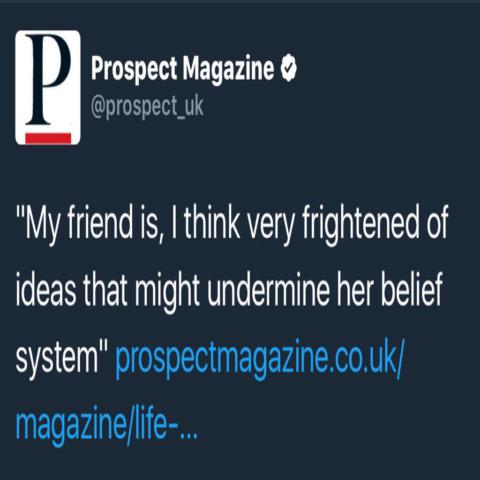 P
Prospect Magazine
@prospect_uk
"My friend is, I think very frightened of
ideas that might undermine her belief
system" prospectmagazine.co.uk/
magazine/life-...